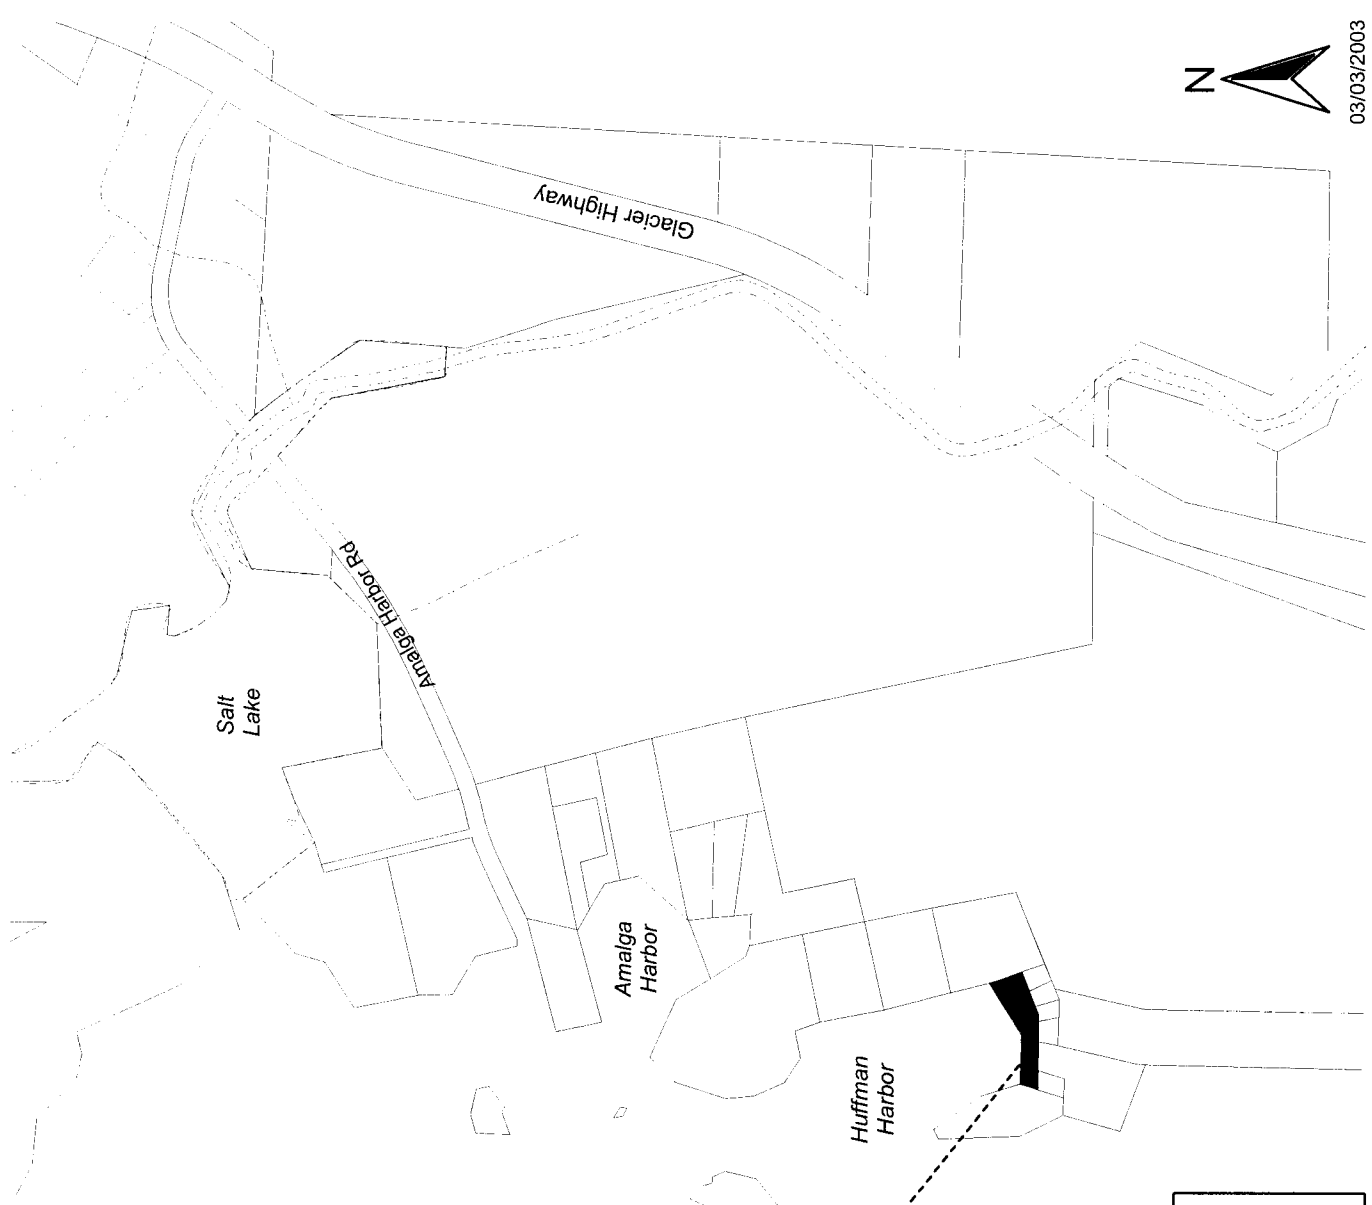 N
03/03/2003
Glacier Highway
Amalga Harbor Rd
Salt
Lake
Amalga
Harbor
Huffman
Harbor